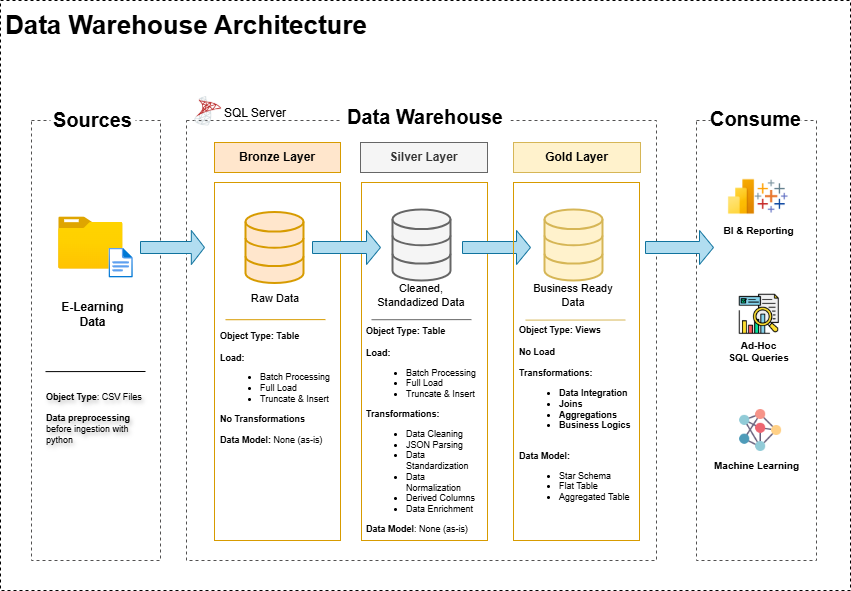 Data Warehouse Architecture
Sources
E-Learning
Data
Object Type: CSV Files
Data preprocessing
before ingestion with
python
SQL Server
Data Warehouse
Bronze Layer
Raw Data
Object Type: Table
Load:
• Batch Processing
• Full Load
• Truncate & Insert
No Transformations
Data Model: None (as-is)
Silver Layer
Cleaned,
Standadized Data
Object Type: Table
Load:
• Batch Processing
• Full Load
• Truncate & Insert
Transformations:
• Data Cleaning
• JSON Parsing
• Data
Standardization
• Data
Normalization
• Derived Columns
• Data Enrichment
Data Model: None (as-is)
Gold Layer
Business Ready
Data
Object Type: Views
No Load
Transformations:
• Data Integration
• Joins
• Aggregations
• Business Logics
Data Model:
• Star Schema
• Flat Table
• Aggregated Table
Consume
BI & Reporting
Ad-Hoc
SQL Queries
Machine Learning